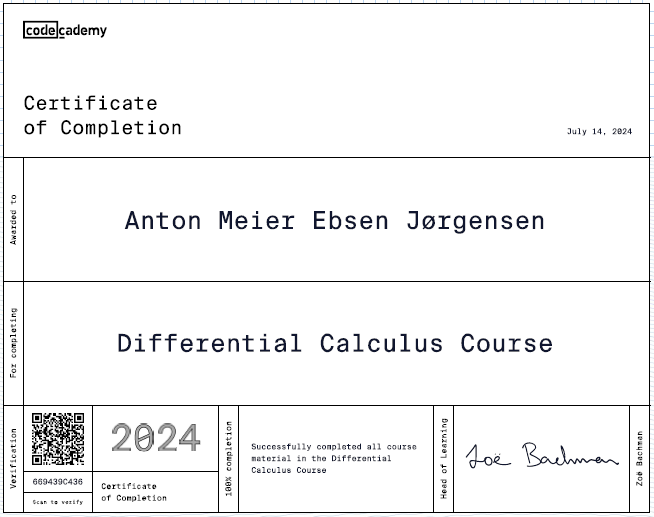 codecademy
Certificate
of Completion
July 14, 2024
Awarded to
Anton Meier Ebsen Jørgensen
For completing
Differential Calculus Course
Verification
669439C436
Scan to verify
2024
Certificate
of Completion
100% completion
Successfully completed all course
material in the Differential
Calculus Course
Head of Learning
Zoë Bachman
Zoë Bachman